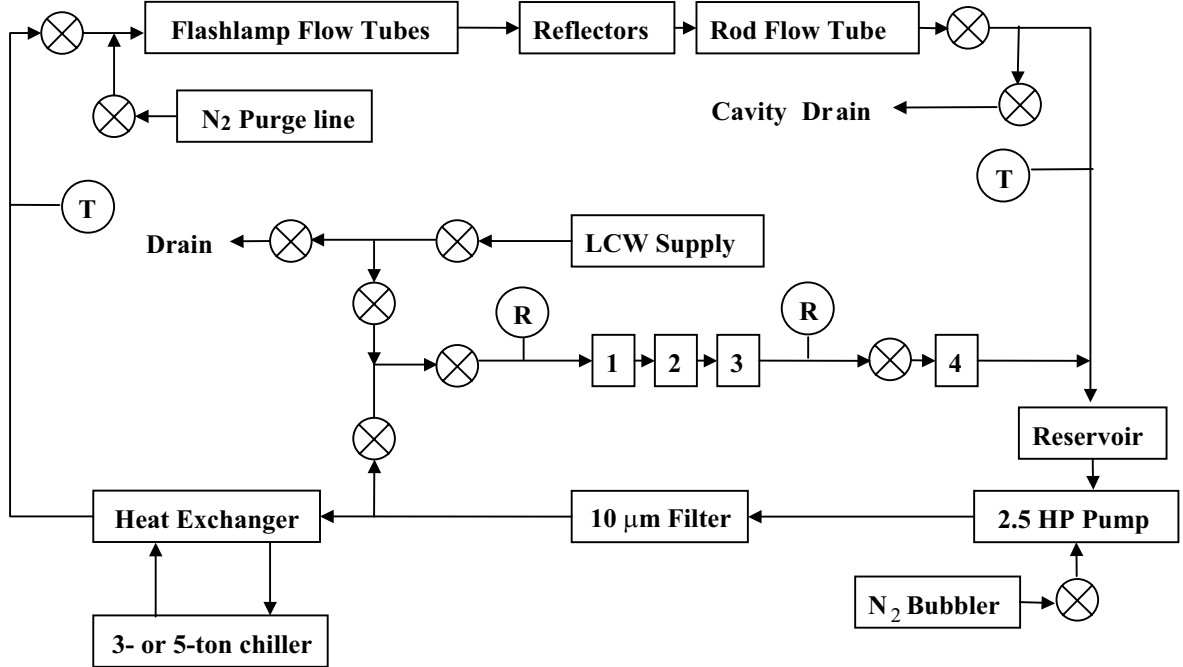 Flashlamp Flow Tubes
Reflectors
Rod Flow Tube
N2 Purge line
Cavity Drain
T
T
Drain
LCW Supply
R
R
1
2
3
4
Reservoir
Heat Exchanger
10 μm Filter
2.5 HP Pump
N2 Bubbler
3- or 5-ton chiller